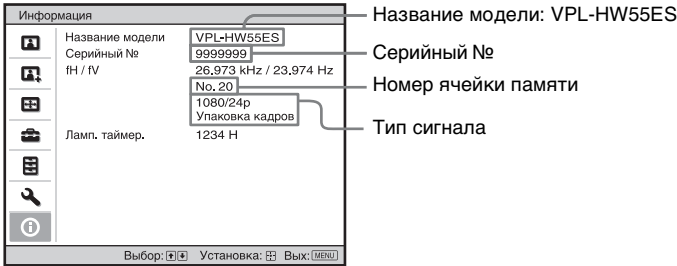 Информация
Название модели VPL-HW55ES
Серийный № 9999999
fH / fV 26.973 kHz / 23.974 Hz
No. 20
1080/24p
Упаковка кадров
Ламп. таймер. 1234 H
Выбор: Установка: Вых: MENU
Название модели: VPL-HW55ES
Серийный №
Номер ячейки памяти
Тип сигнала